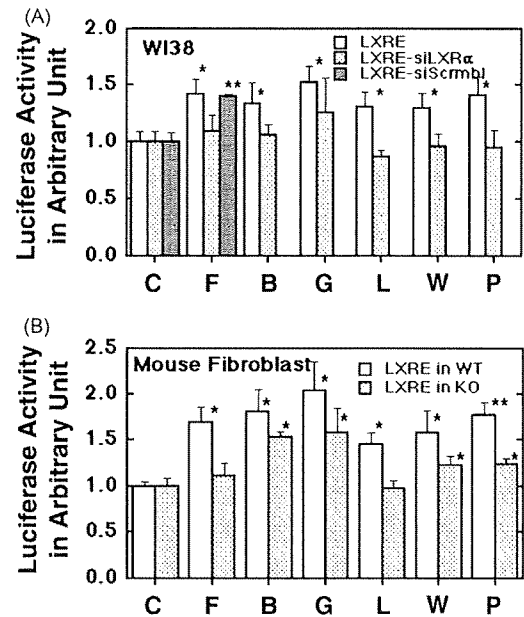 (A)
2.0
WI38
LXRE
LXRE-siLXRα
LXRE-siScrmbl
1.5
1.0
0.5
0.0
Luciferase Activity
in Arbitrary Unit
* ** * * * * *
C F B G L W P
(B)
2.5
Mouse Fibroblast
LXRE in WT
LXRE in KO
2.0
1.5
1.0
0.5
0.0
Luciferase Activity
in Arbitrary Unit
* * * * * * * * ** *
C F B G L W P